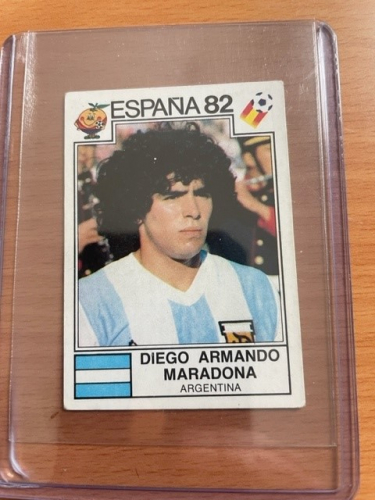 ESPAÑA 82
DIEGO ARMANDO
MARADONA
ARGENTINA